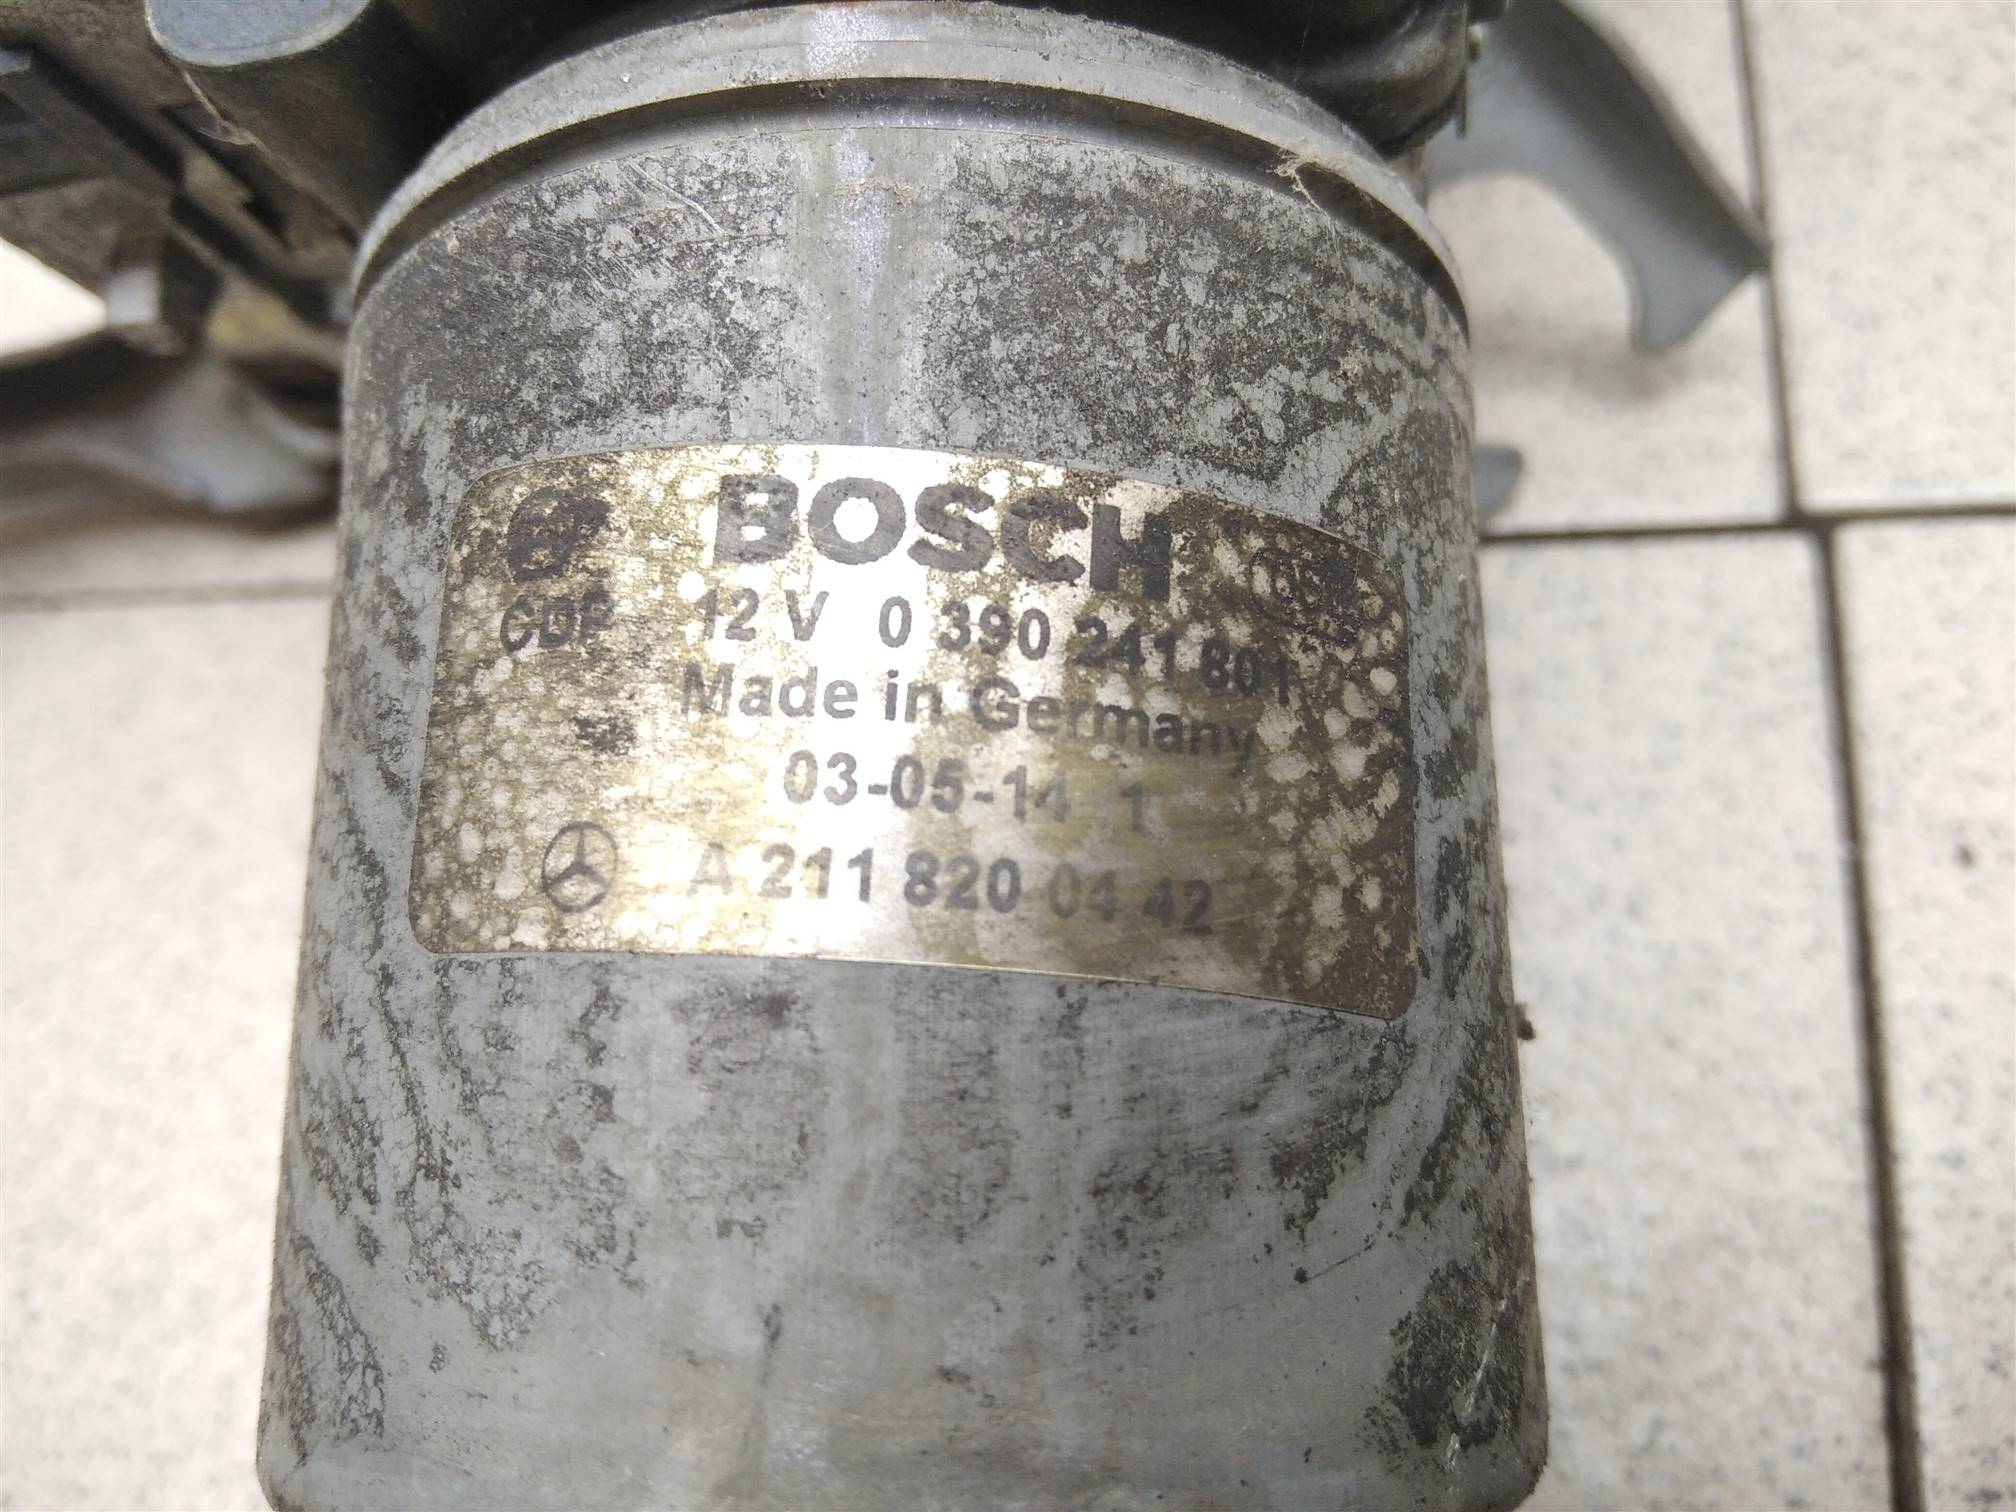 BOSCH
CDP 12 V 0 390 241 801
Made in Germany
03-05-14 1
A 211 820 04 42